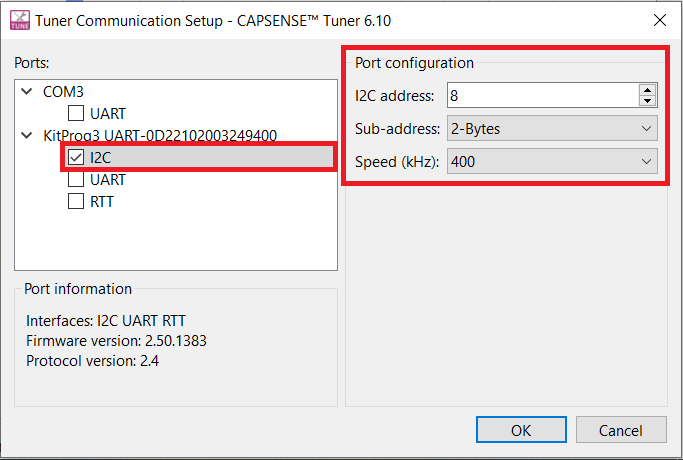 TUNE
Tuner Communication Setup - CAPSENSE™ Tuner 6.10
Ports:
COM3
UART
KitProg3 UART-0D22102003249400
I2C
UART
RTT
Port information
Interfaces: I2C UART RTT
Firmware version: 2.50.1383
Protocol version: 2.4
Port configuration
I2C address: 8
Sub-address: 2-Bytes
Speed (kHz): 400
OK
Cancel